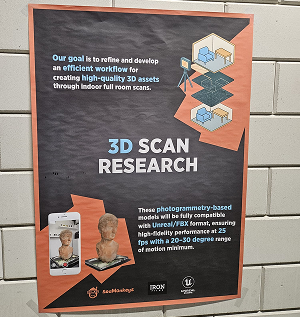 Our goal is to refine and develop
an efficient workflow for
creating high-quality 3D assets
through indoor full room scans.
3D SCAN
RESEARCH
These photogrammetry-based
models will be fully compatible
with Unreal/FBX format, ensuring
high-fidelity performance at 25
fps with a 20-30 degree range
of motion minimum.
SeaMonkeys
IRON